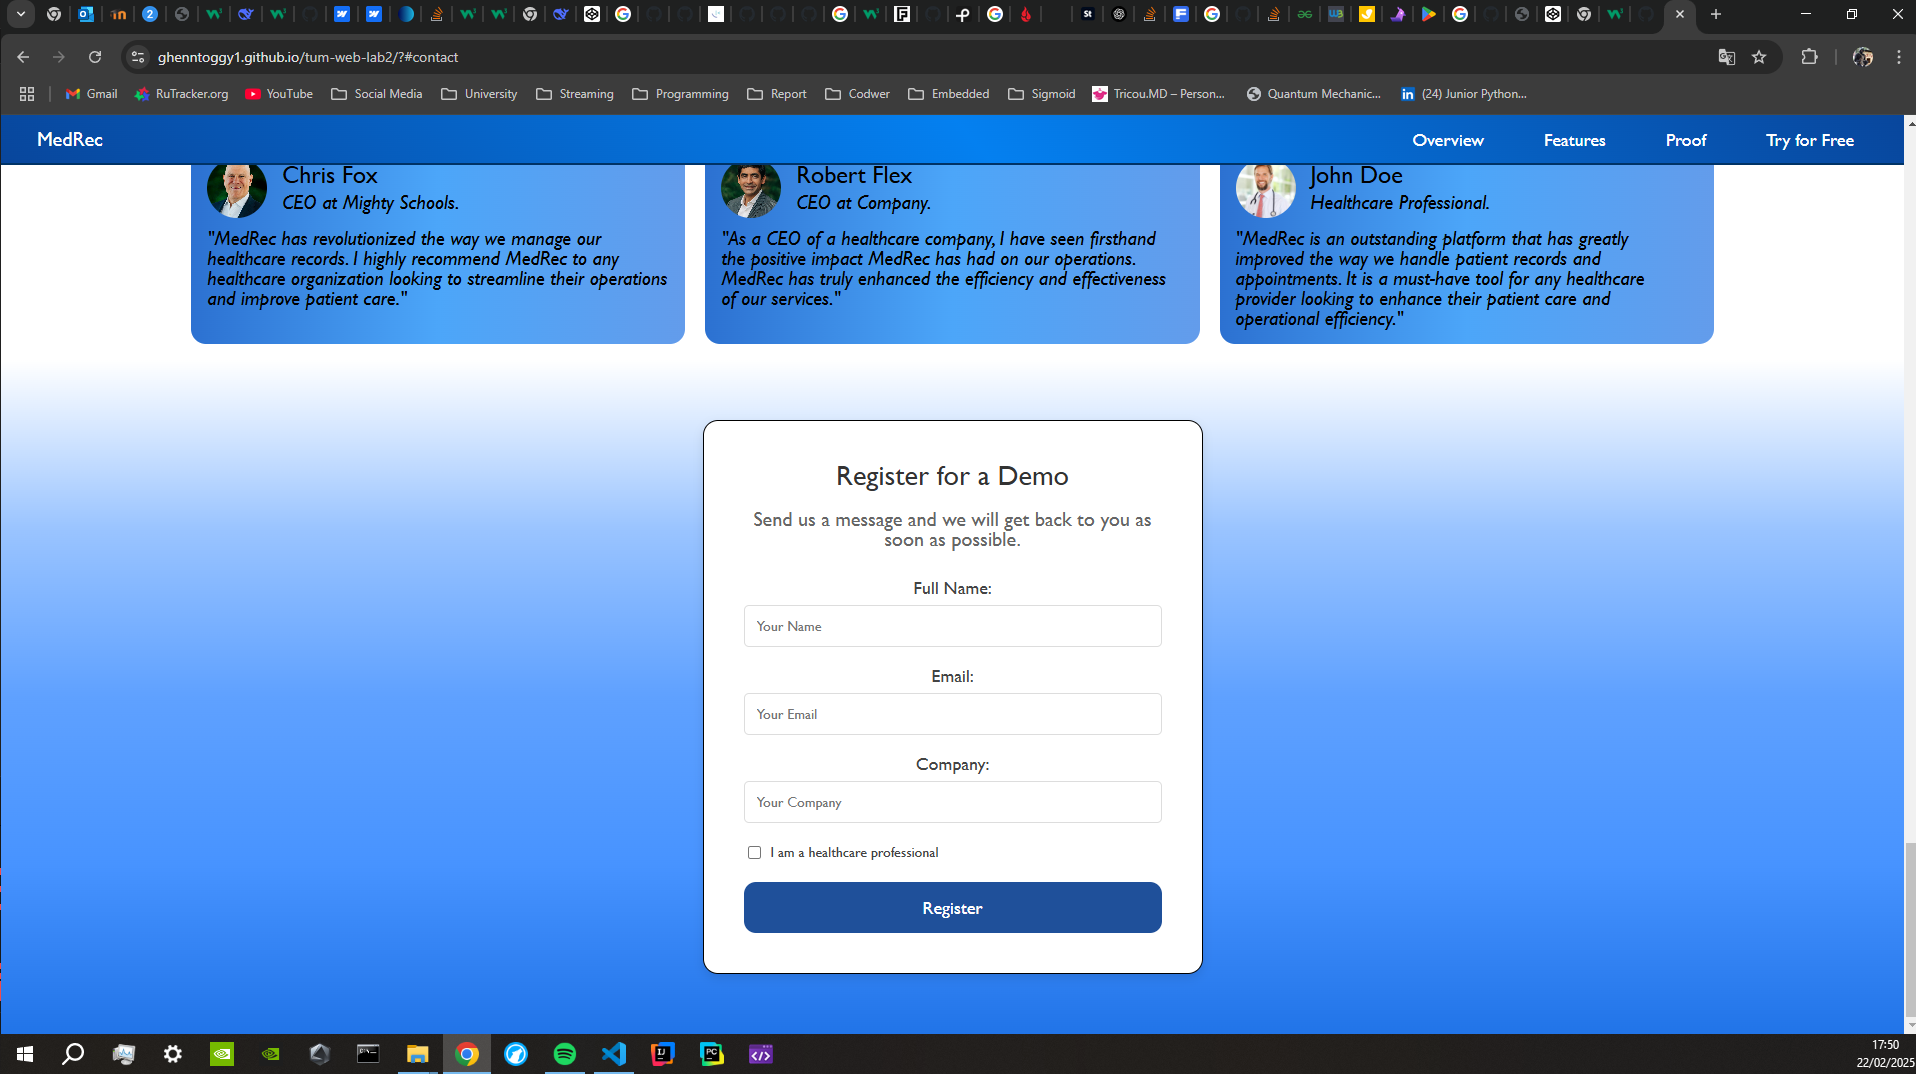 ghenntoggy1.github.io/tum-web-lab2/?#contact
Gmail
RuTracker.org
YouTube
Social Media
University
Streaming
Programming
Report
Codwer
Embedded
Sigmoid
Tricou.MD – Person...
Quantum Mechanic...
(24) Junior Python...
MedRec
Overview
Features
Proof
Try for Free
Chris Fox
CEO at Mighty Schools.
"MedRec has revolutionized the way we manage our
healthcare records. I highly recommend MedRec to any
healthcare organization looking to streamline their operations
and improve patient care."
Robert Flex
CEO at Company.
"As a CEO of a healthcare company, I have seen firsthand
the positive impact MedRec has had on our operations.
MedRec has truly enhanced the efficiency and effectiveness
of our services."
John Doe
Healthcare Professional.
"MedRec is an outstanding platform that has greatly
improved the way we handle patient records and
appointments. It is a must-have tool for any healthcare
provider looking to enhance their patient care and
operational efficiency."
Register for a Demo
Send us a message and we will get back to you as
soon as possible.
Full Name:
Your Name
Email:
Your Email
Company:
Your Company
I am a healthcare professional
Register
17:50
22/02/2025